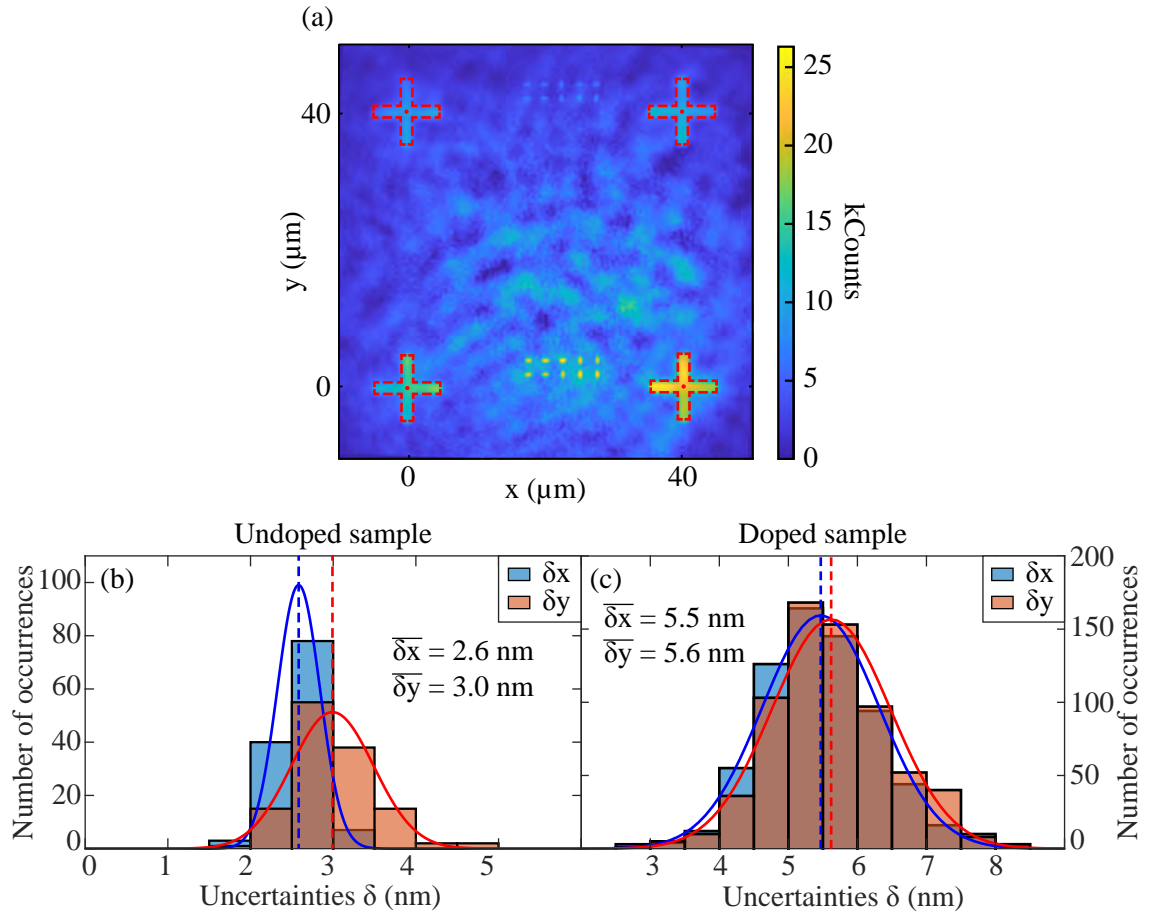 (a)
40
0
y (µm)
0
40
x (µm)
25
20
15
10
5
0
kCounts
Undoped sample
(b)
δx
δy
δx = 2.6 nm
δy = 3.0 nm
100
80
60
40
20
0
Number of occurrences
0
1
2
3
4
5
Uncertainties δ (nm)
Doped sample
(c)
δx
δy
δx = 5.5 nm
δy = 5.6 nm
200
150
100
50
0
Number of occurrences
3
4
5
6
7
8
Uncertainties δ (nm)